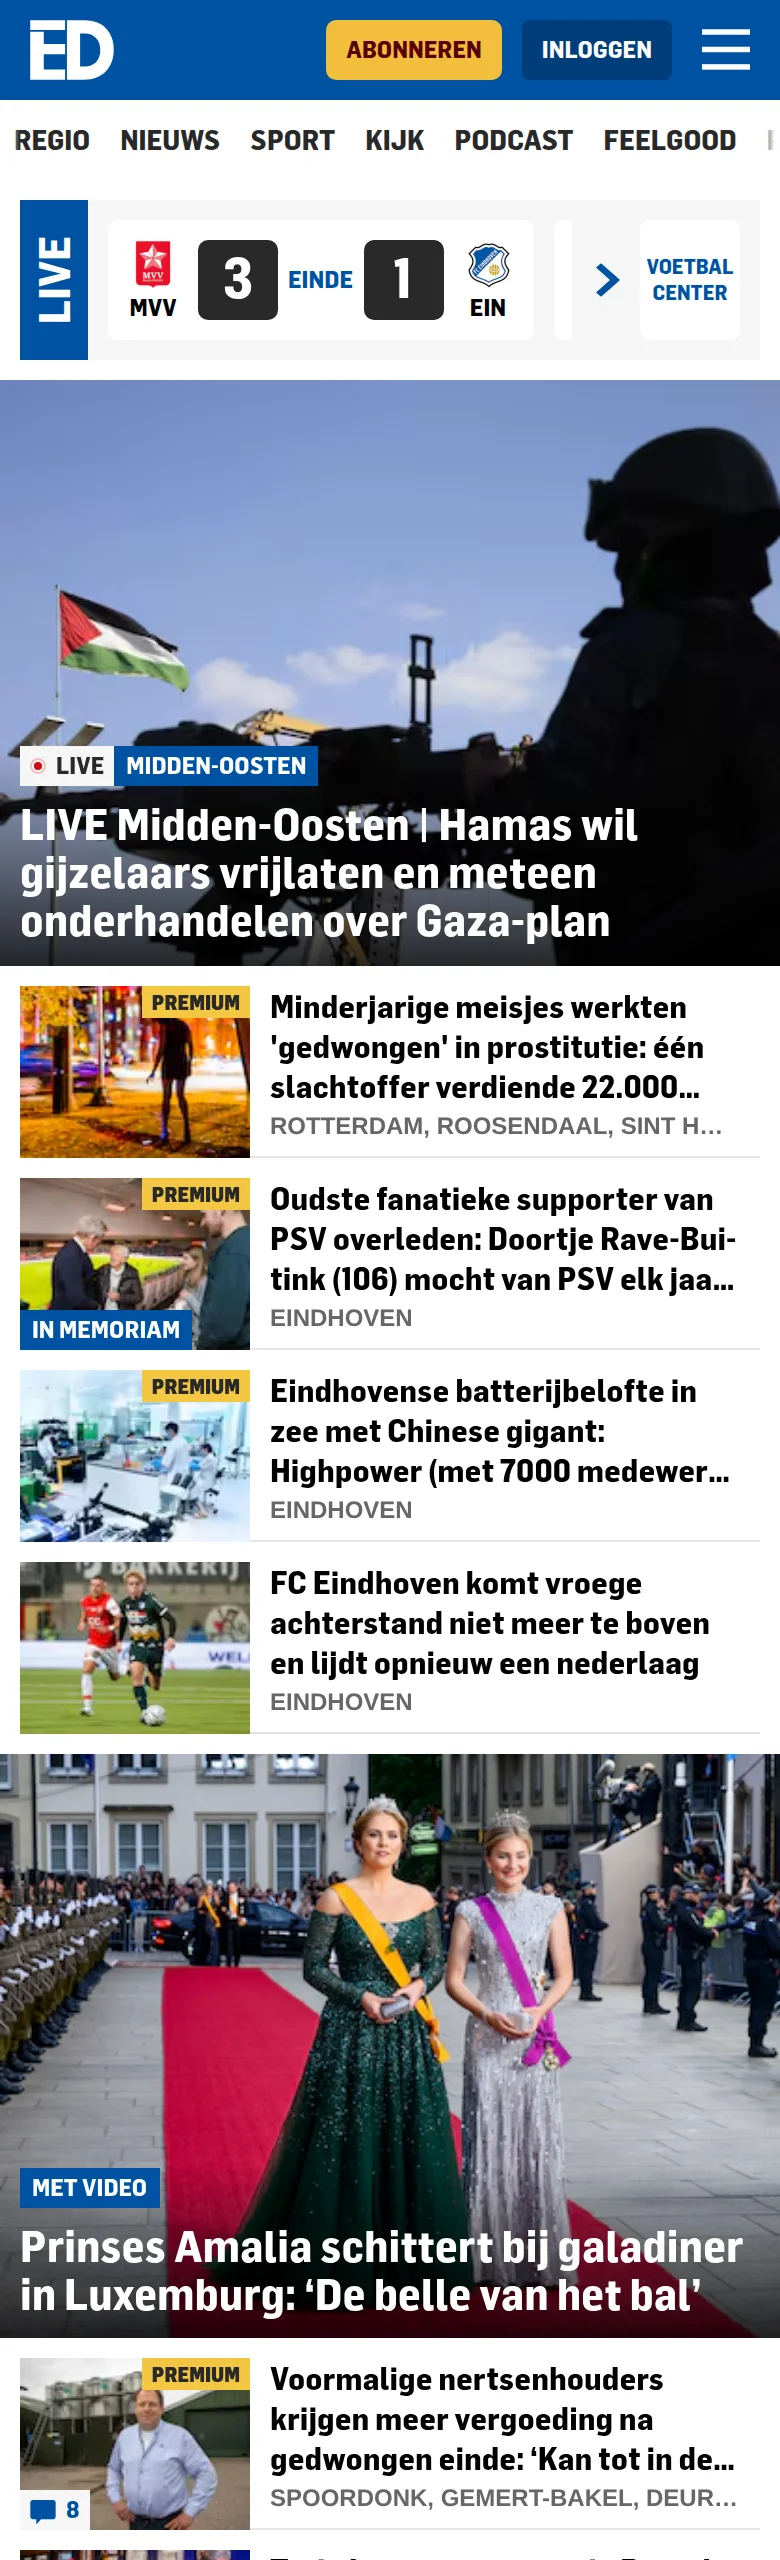 ED
ABONNEREN
INLOGGEN
REGIO NIEUWS SPORT KIJK PODCAST FEELGOOD
LIVE
MVV
3
EINDE
1
EIN
VOETBAL
CENTER
LIVE MIDDEN-OOSTEN
LIVE Midden-Oosten | Hamas wil
gijzelaars vrijlaten en meteen
onderhandelen over Gaza-plan
PREMIUM
Minderjarige meisjes werkten
'gedwongen' in prostitutie: één
slachtoffer verdiende 22.000...
ROTTERDAM, ROOSENDAAL, SINT H...
PREMIUM
IN MEMORIAM
Oudste fanatieke supporter van
PSV overleden: Doortje Rave-Bui-
tink (106) mocht van PSV elk jaa...
EINDHOVEN
PREMIUM
Eindhovense batterijbelofte in
zee met Chinese gigant:
Highpower (met 7000 medewer...
EINDHOVEN
FC Eindhoven komt vroege
achterstand niet meer te boven
en lijdt opnieuw een nederlaag
EINDHOVEN
MET VIDEO
Prinses Amalia schittert bij galadiner
in Luxemburg: ‘De belle van het bal’
PREMIUM
8
Voormalige nertsenhouders
krijgen meer vergoeding na
gedwongen einde: ‘Kan tot in de...
SPOORDONK, GEMERT-BAKEL, DEUR...